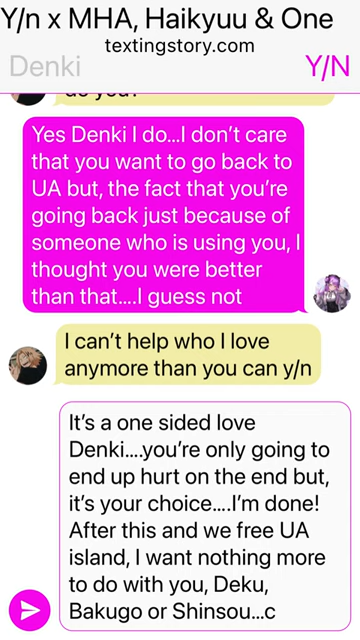 Y/n x MHA, Haikyuu & One
textingstory.com
Denki
Y/N
do you?
Yes Denki I do...I don't care
that you want to go back to
UA but, the fact that you're
going back just because of
someone who is using you, I
thought you were better
than that....I guess not
I can't help who I love
anymore than you can y/n
It's a one sided love
Denki....you're only going to
end up hurt on the end but,
it's your choice....I'm done!
After this and we free UA
island, I want nothing more
to do with you, Deku,
Bakugo or Shinsou...c